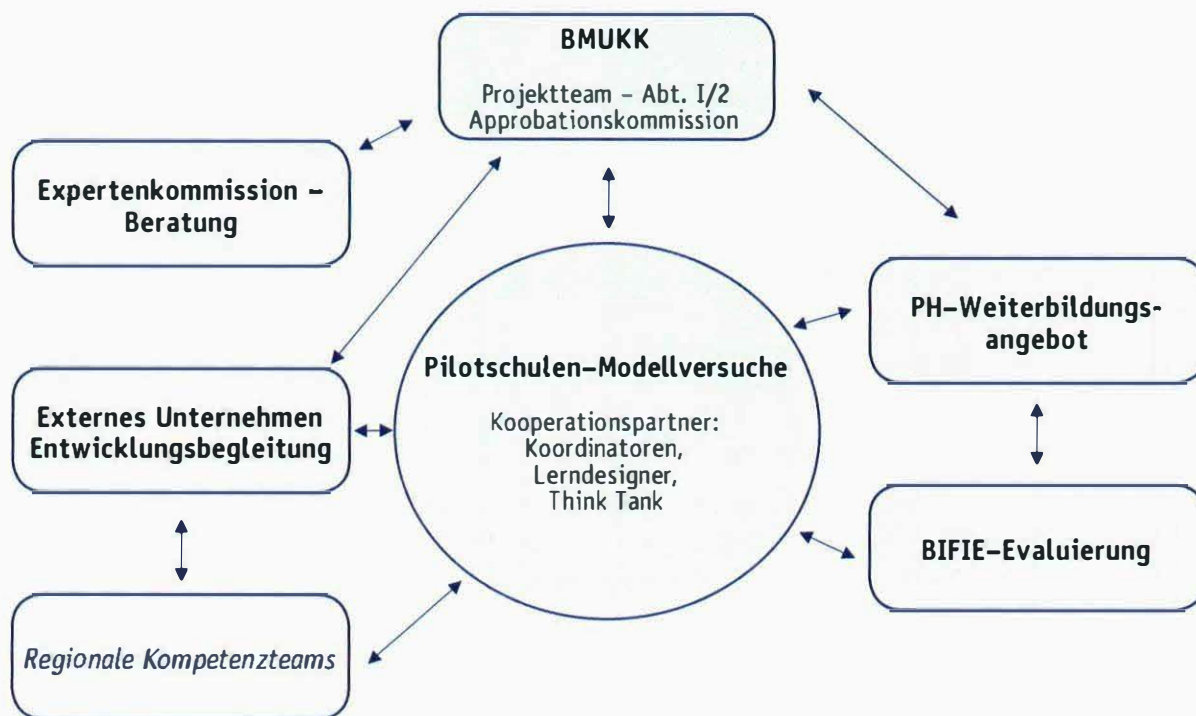 BMUKK
Projektteam – Abt. I/2
Approbationskommission
Expertenkommission –
Beratung
PH–Weiterbildungs-
angebot
Pilotschulen–Modellversuche
Kooperationspartner:
Koordinatoren,
Lerndesigner,
Think Tank
Externes Unternehmen
Entwicklungsbegleitung
BIFIE–Evaluierung
Regionale Kompetenzteams